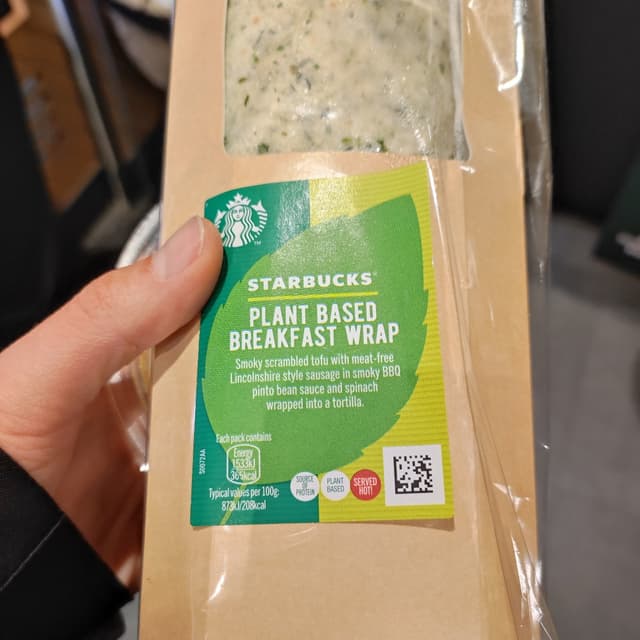 STARBUCKS
PLANT BASED
BREAKFAST WRAP
Smoky scrambled tofu with meat-free
Lincolnshire style sausage in smoky BBQ
pinto bean sauce and spinach
wrapped into a tortilla.
Each pack contains
Energy
1533kJ
365kcal
Typical values per 100g:
873kJ/208kcal
SOURCE
OF
PROTEIN
PLANT
BASED
SERVED
HOT!